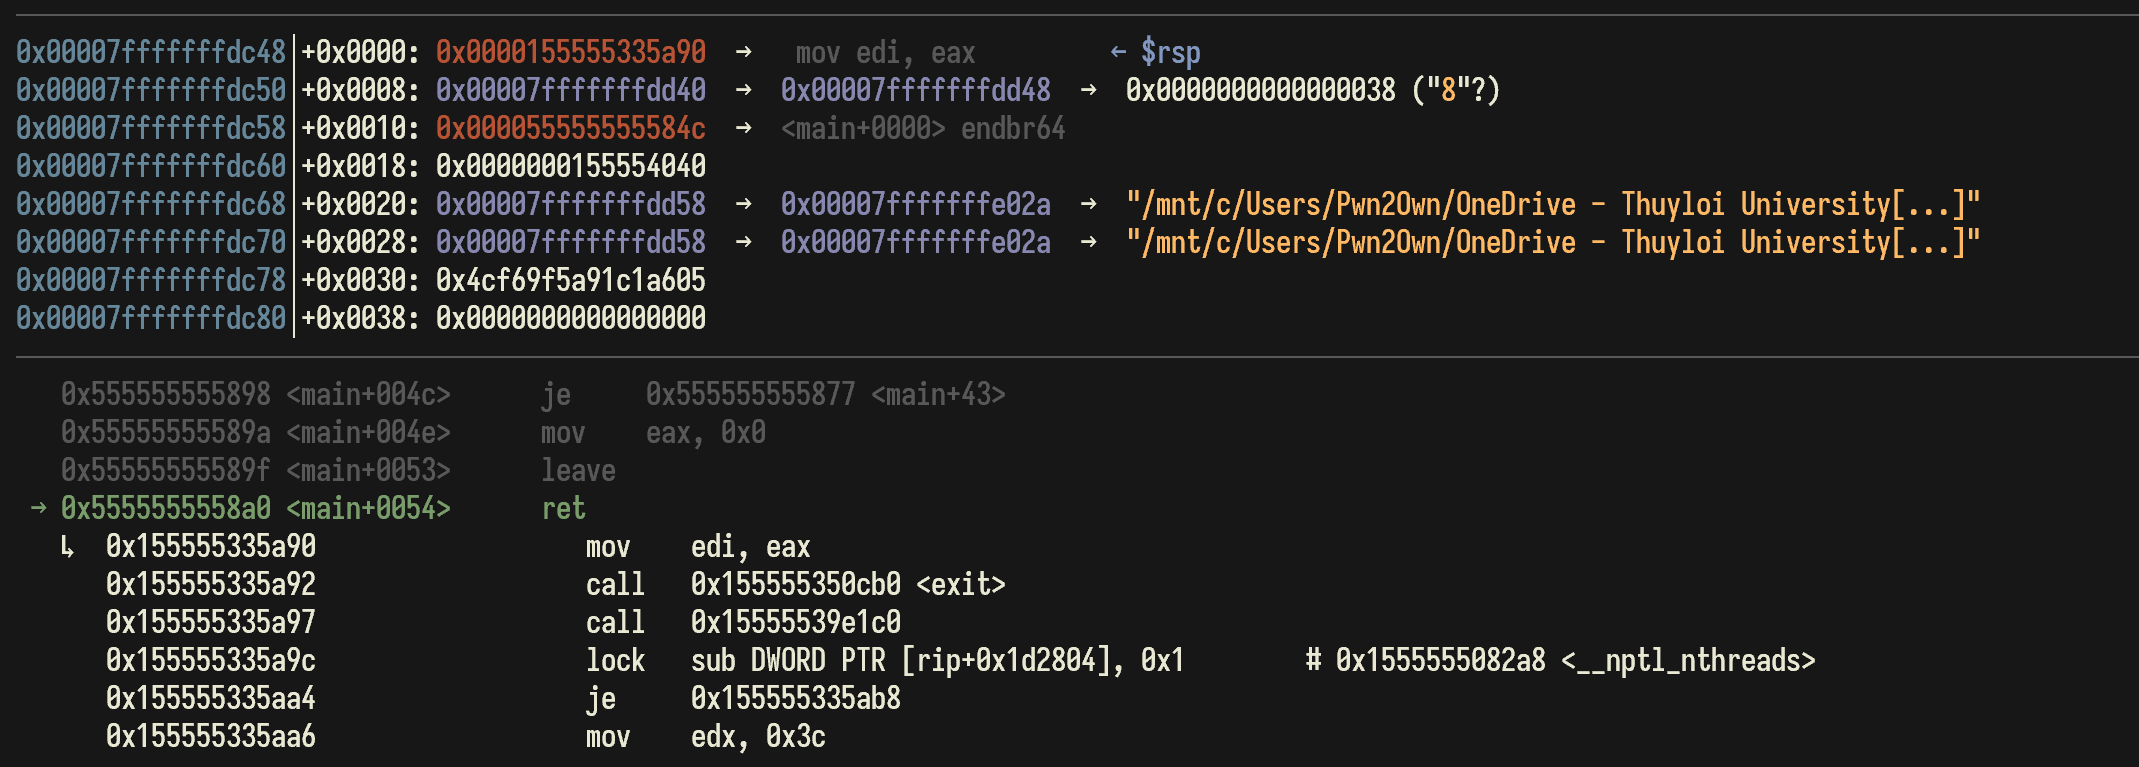 0x00007fffffffdc48│+0x0000: 0x0000155555335a90  →   mov edi, eax         ← $rsp
0x00007fffffffdc50│+0x0008: 0x00007fffffffdd40  →  0x00007fffffffdd48  →  0x0000000000000038 ("8"?)
0x00007fffffffdc58│+0x0010: 0x000055555555584c  →  <main+0000> endbr64
0x00007fffffffdc60│+0x0018: 0x0000000155554040
0x00007fffffffdc68│+0x0020: 0x00007fffffffdd58  →  0x00007fffffffe02a  →  "/mnt/c/Users/Pwn2Own/OneDrive - Thuyloi University[...]"
0x00007fffffffdc70│+0x0028: 0x00007fffffffdd58  →  0x00007fffffffe02a  →  "/mnt/c/Users/Pwn2Own/OneDrive - Thuyloi University[...]"
0x00007fffffffdc78│+0x0030: 0x4cf69f5a91c1a605
0x00007fffffffdc80│+0x0038: 0x0000000000000000
0x555555555898 <main+004c>      je     0x555555555877 <main+43>
0x55555555589a <main+004e>      mov    eax, 0x0
0x55555555589f <main+0053>      leave
→ 0x5555555558a0 <main+0054>      ret
↳  0x155555335a90                  mov    edi, eax
0x155555335a92                  call   0x155555350cb0 <exit>
0x155555335a97                  call   0x15555539e1c0
0x155555335a9c                  lock   sub DWORD PTR [rip+0x1d2804], 0x1        # 0x1555555082a8 <__nptl_nthreads>
0x155555335aa4                  je     0x155555335ab8
0x155555335aa6                  mov    edx, 0x3c